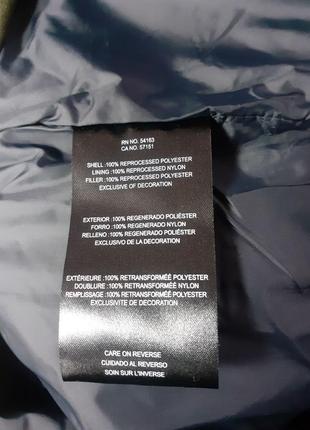 RN NO. 54163
CA NO. 57151
SHELL :100% REPROCESSED POLYESTER
LINING :100% REPROCESSED NYLON
FILLER :100% REPROCESSED POLYESTER
EXCLUSIVE OF DECORATION
EXTERIOR :100% REGENERADO POLIÉSTER
FORRO :100% REGENERADO NYLON
RELLENO :100% REGENERADO POLIÉSTER
EXCLUSIVO DE LA DECORACIÓN
EXTÉRIEURE :100% RETRANSFORMÉE POLYESTER
DOUBLURE :100% RETRANSFORMÉE NYLON
REMPLISSAGE :100% RETRANSFORMÉE POLYESTER
EXCLUSIVITE DE DECORATION
CARE ON REVERSE
CUIDADO AL REVERSO
SOIN SUR L'INVERSE